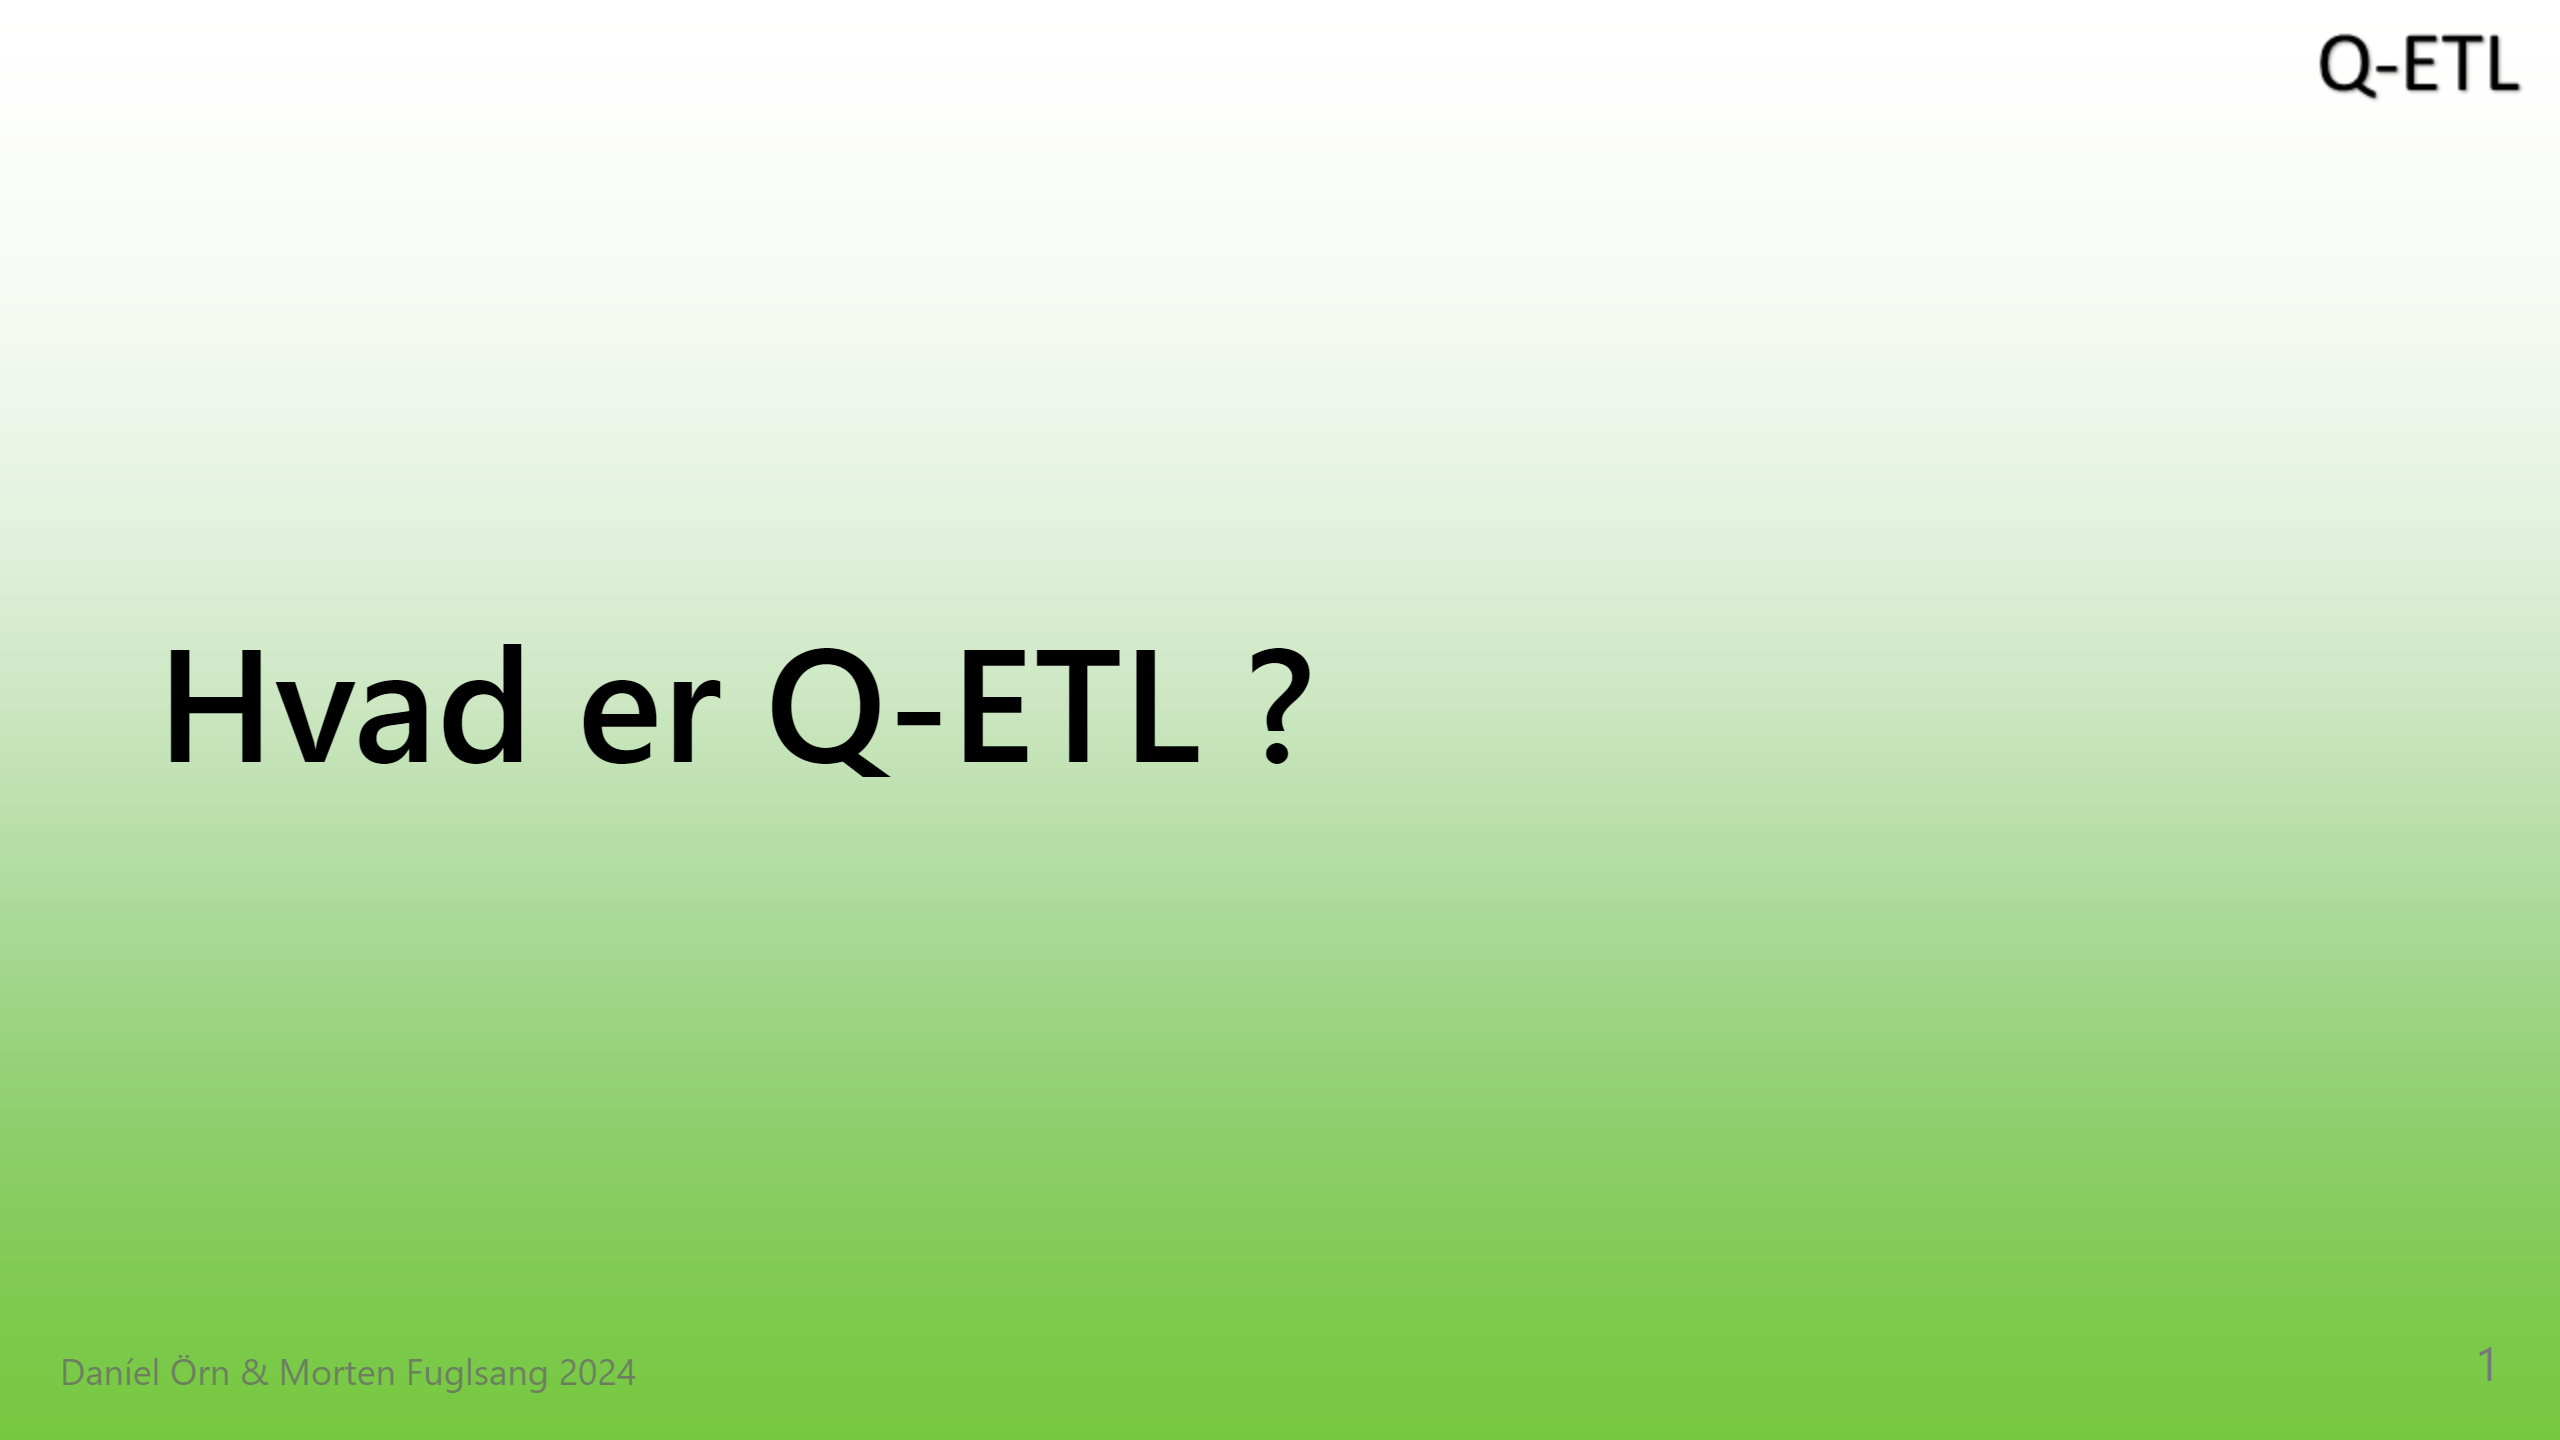 Q-ETL
Hvad er Q-ETL ?
Daníel Örn & Morten Fuglsang 2024
1